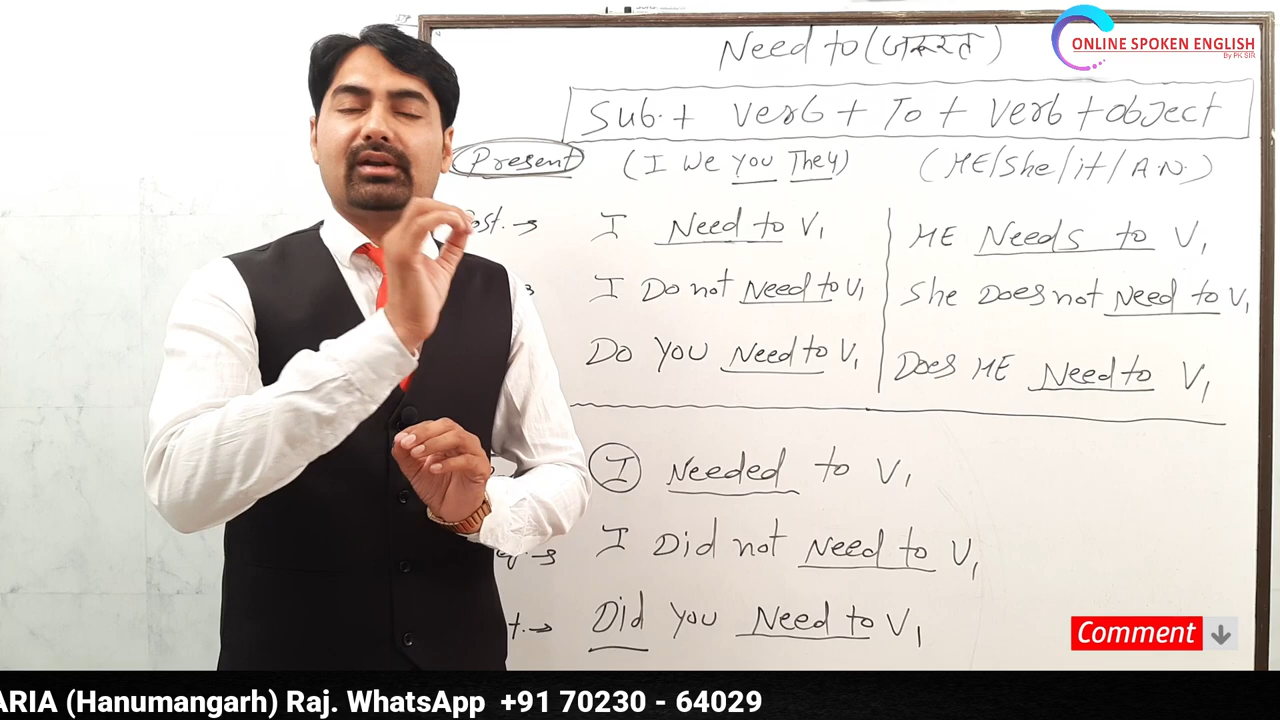 Need to (जरूरत)
ONLINE SPOKEN ENGLISH
By PK SIR
Sub. + Verb + To + Verb + object
Present (I We You They) (HE/She/it/A.N.)
I Need to V1
HE Needs to V1
I Do not Need to V1
She Does not Need to V1
Do You Need to V1
Does HE Need to V1
I Needed to V1
I Did not Need to V1
Did you Need to V1
Comment
ARIA (Hanumangarh) Raj. WhatsApp +91 70230 - 64029